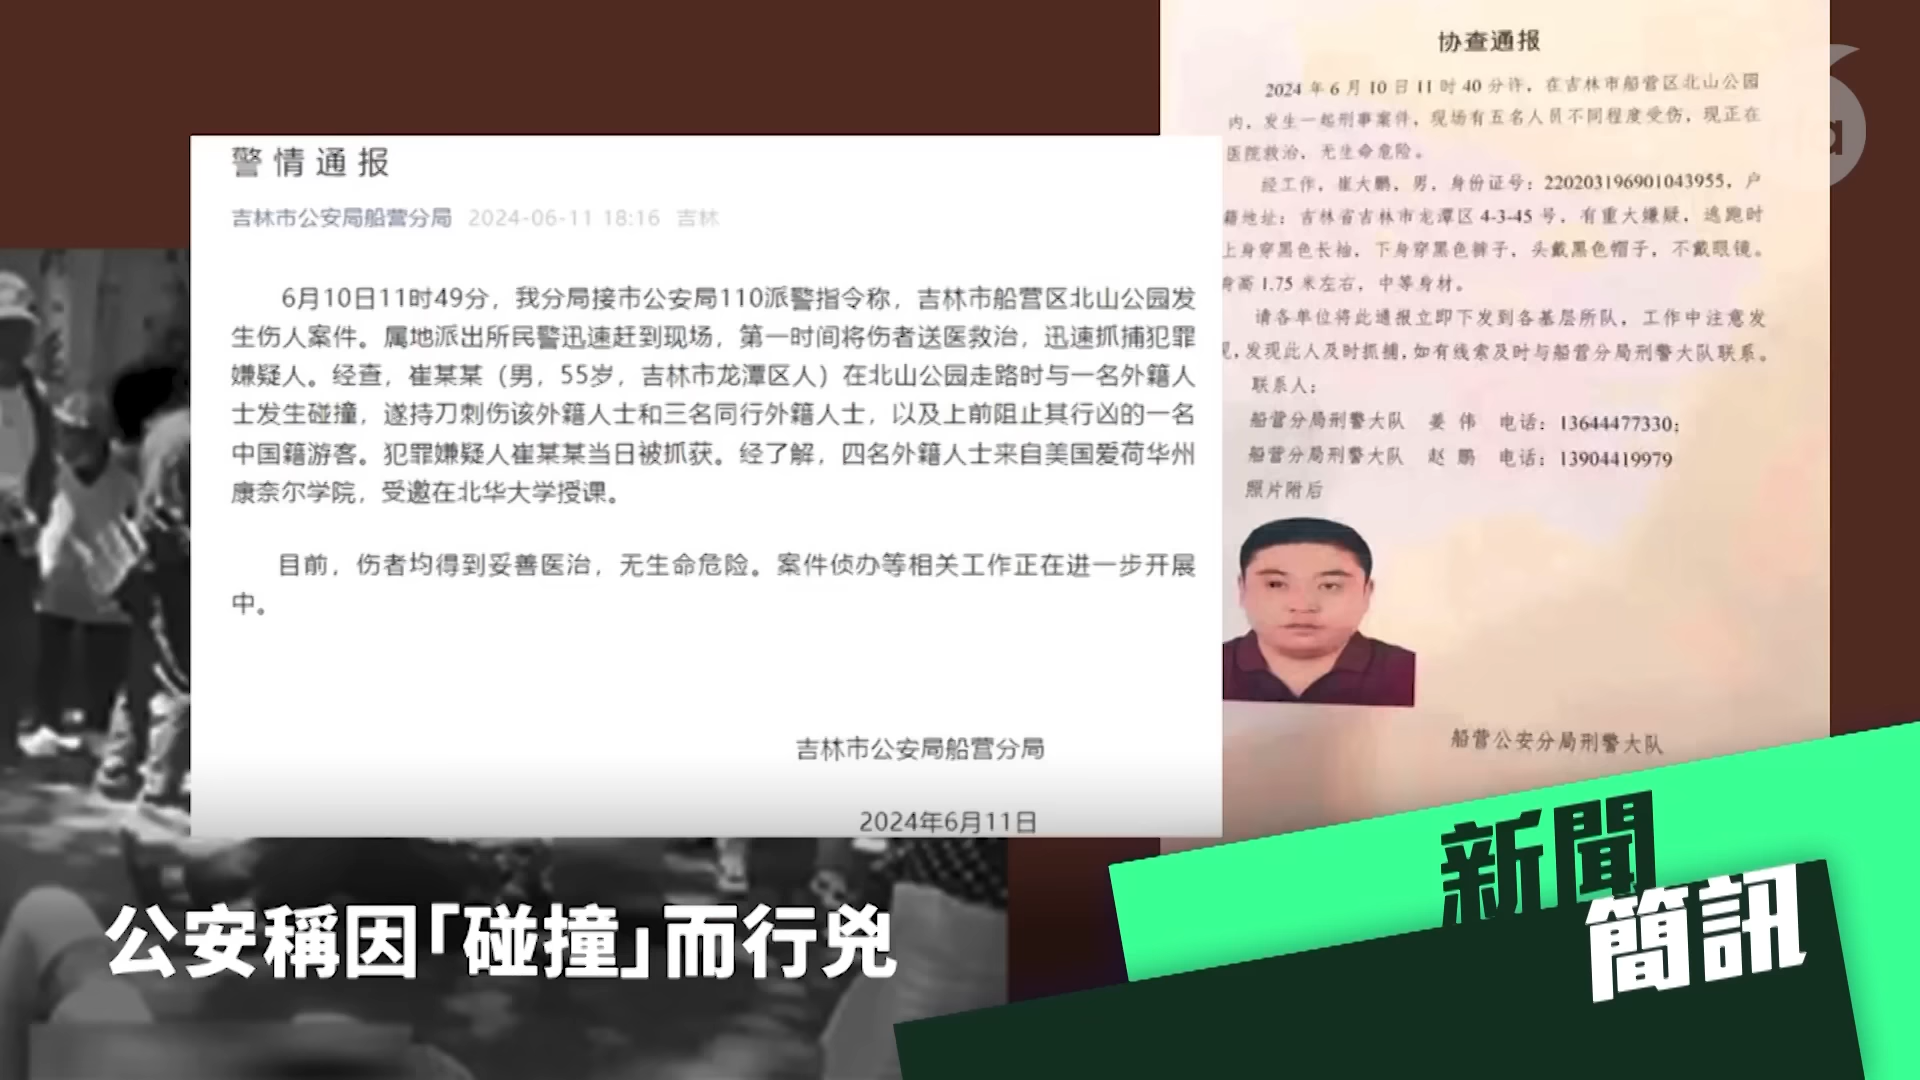 警情通报
吉林市公安局船营分局 2024-06-11 18:16 吉林
6月10日11时49分，我分局接市公安局110派警指令称，吉林市船营区北山公园发
生伤人案件。属地派出所民警迅速赶到现场，第一时间将伤者送医救治，迅速抓捕犯罪
嫌疑人。经查，崔某某（男，55岁，吉林市龙潭区人）在北山公园走路时与一名外籍人
士发生碰撞，遂持刀刺伤该外籍人士和三名同行外籍人士，以及上前阻止其行凶的一名
中国籍游客。犯罪嫌疑人崔某某当日被抓获。经了解，四名外籍人士来自美国爱荷华州
康奈尔学院，受邀在北华大学授课。
目前，伤者均得到妥善医治，无生命危险。案件侦办等相关工作正在进一步开展
中。
吉林市公安局船营分局
2024年6月11日
协查通报
2024年6月10日11时40分许，在吉林市船营区北山公园
内，发生一起刑事案件，现场有五名人员不同程度受伤，现正在
医院救治，无生命危险。
经工作，崔大鹏，男，身份证号：220203196901043955，户
籍地址：吉林省吉林市龙潭区4-3-45号，有重大嫌疑，逃跑时
上身穿黑色长袖，下身穿黑色裤子，头戴黑色帽子，不戴眼镜。
身高1.75米左右，中等身材。
请各单位将此通报立即下发到各基层所队，工作中注意发
现，发现此人及时抓捕，如有线索及时与船营分局刑警大队联系。
联系人：
船营分局刑警大队 姜伟 电话：13644477330；
船营分局刑警大队 赵鹏 电话：13904419979
照片附后
船营公安分局刑警大队
公安稱因「碰撞」而行兇
新聞
簡訊